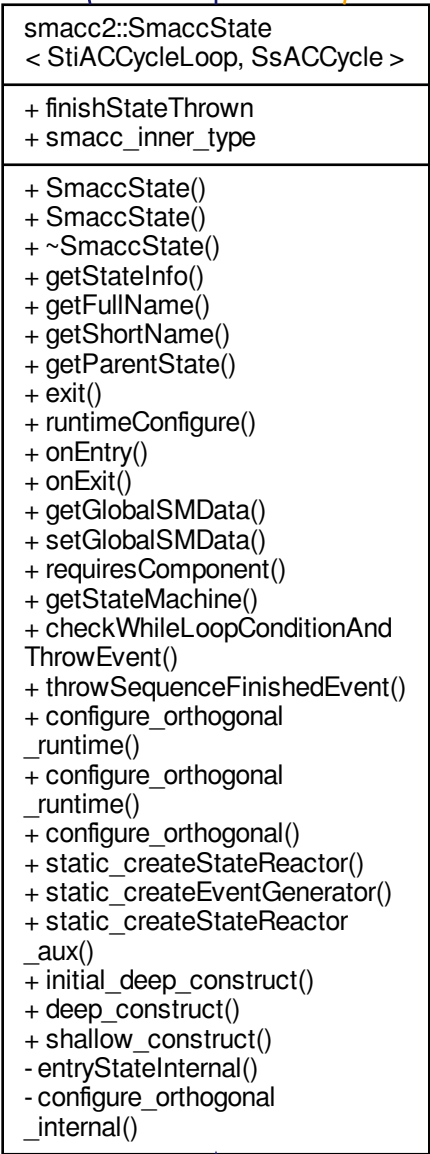 smacc2::SmaccState
< StiACCycleLoop, SsACCycle >
+ finishStateThrown
+ smacc_inner_type
+ SmaccState()
+ SmaccState()
+ ~SmaccState()
+ getStateInfo()
+ getFullName()
+ getShortName()
+ getParentState()
+ exit()
+ runtimeConfigure()
+ onEntry()
+ onExit()
+ getGlobalSMData()
+ setGlobalSMData()
+ requiresComponent()
+ getStateMachine()
+ checkWhileLoopConditionAnd
ThrowEvent()
+ throwSequenceFinishedEvent()
+ configure_orthogonal
_runtime()
+ configure_orthogonal
_runtime()
+ configure_orthogonal()
+ static_createStateReactor()
+ static_createEventGenerator()
+ static_createStateReactor
_aux()
+ initial_deep_construct()
+ deep_construct()
+ shallow_construct()
- entryStateInternal()
- configure_orthogonal
_internal()